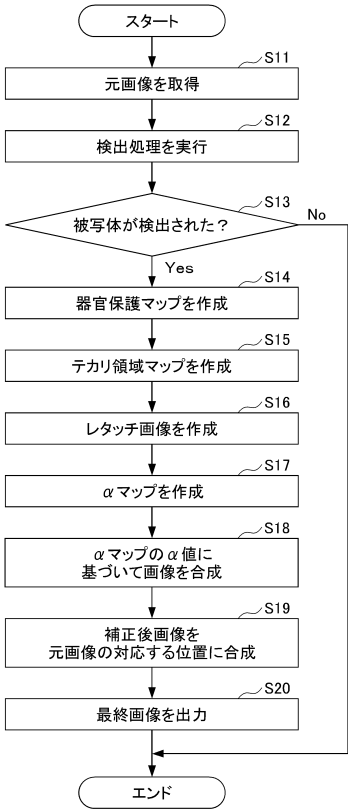 スタート
S11
元画像を取得
S12
検出処理を実行
S13
被写体が検出された？
No
Yes
S14
器官保護マップを作成
S15
テカリ領域マップを作成
S16
レタッチ画像を作成
S17
αマップを作成
S18
αマップのα値に
基づいて画像を合成
S19
補正後画像を
元画像の対応する位置に合成
S20
最終画像を出力
エンド